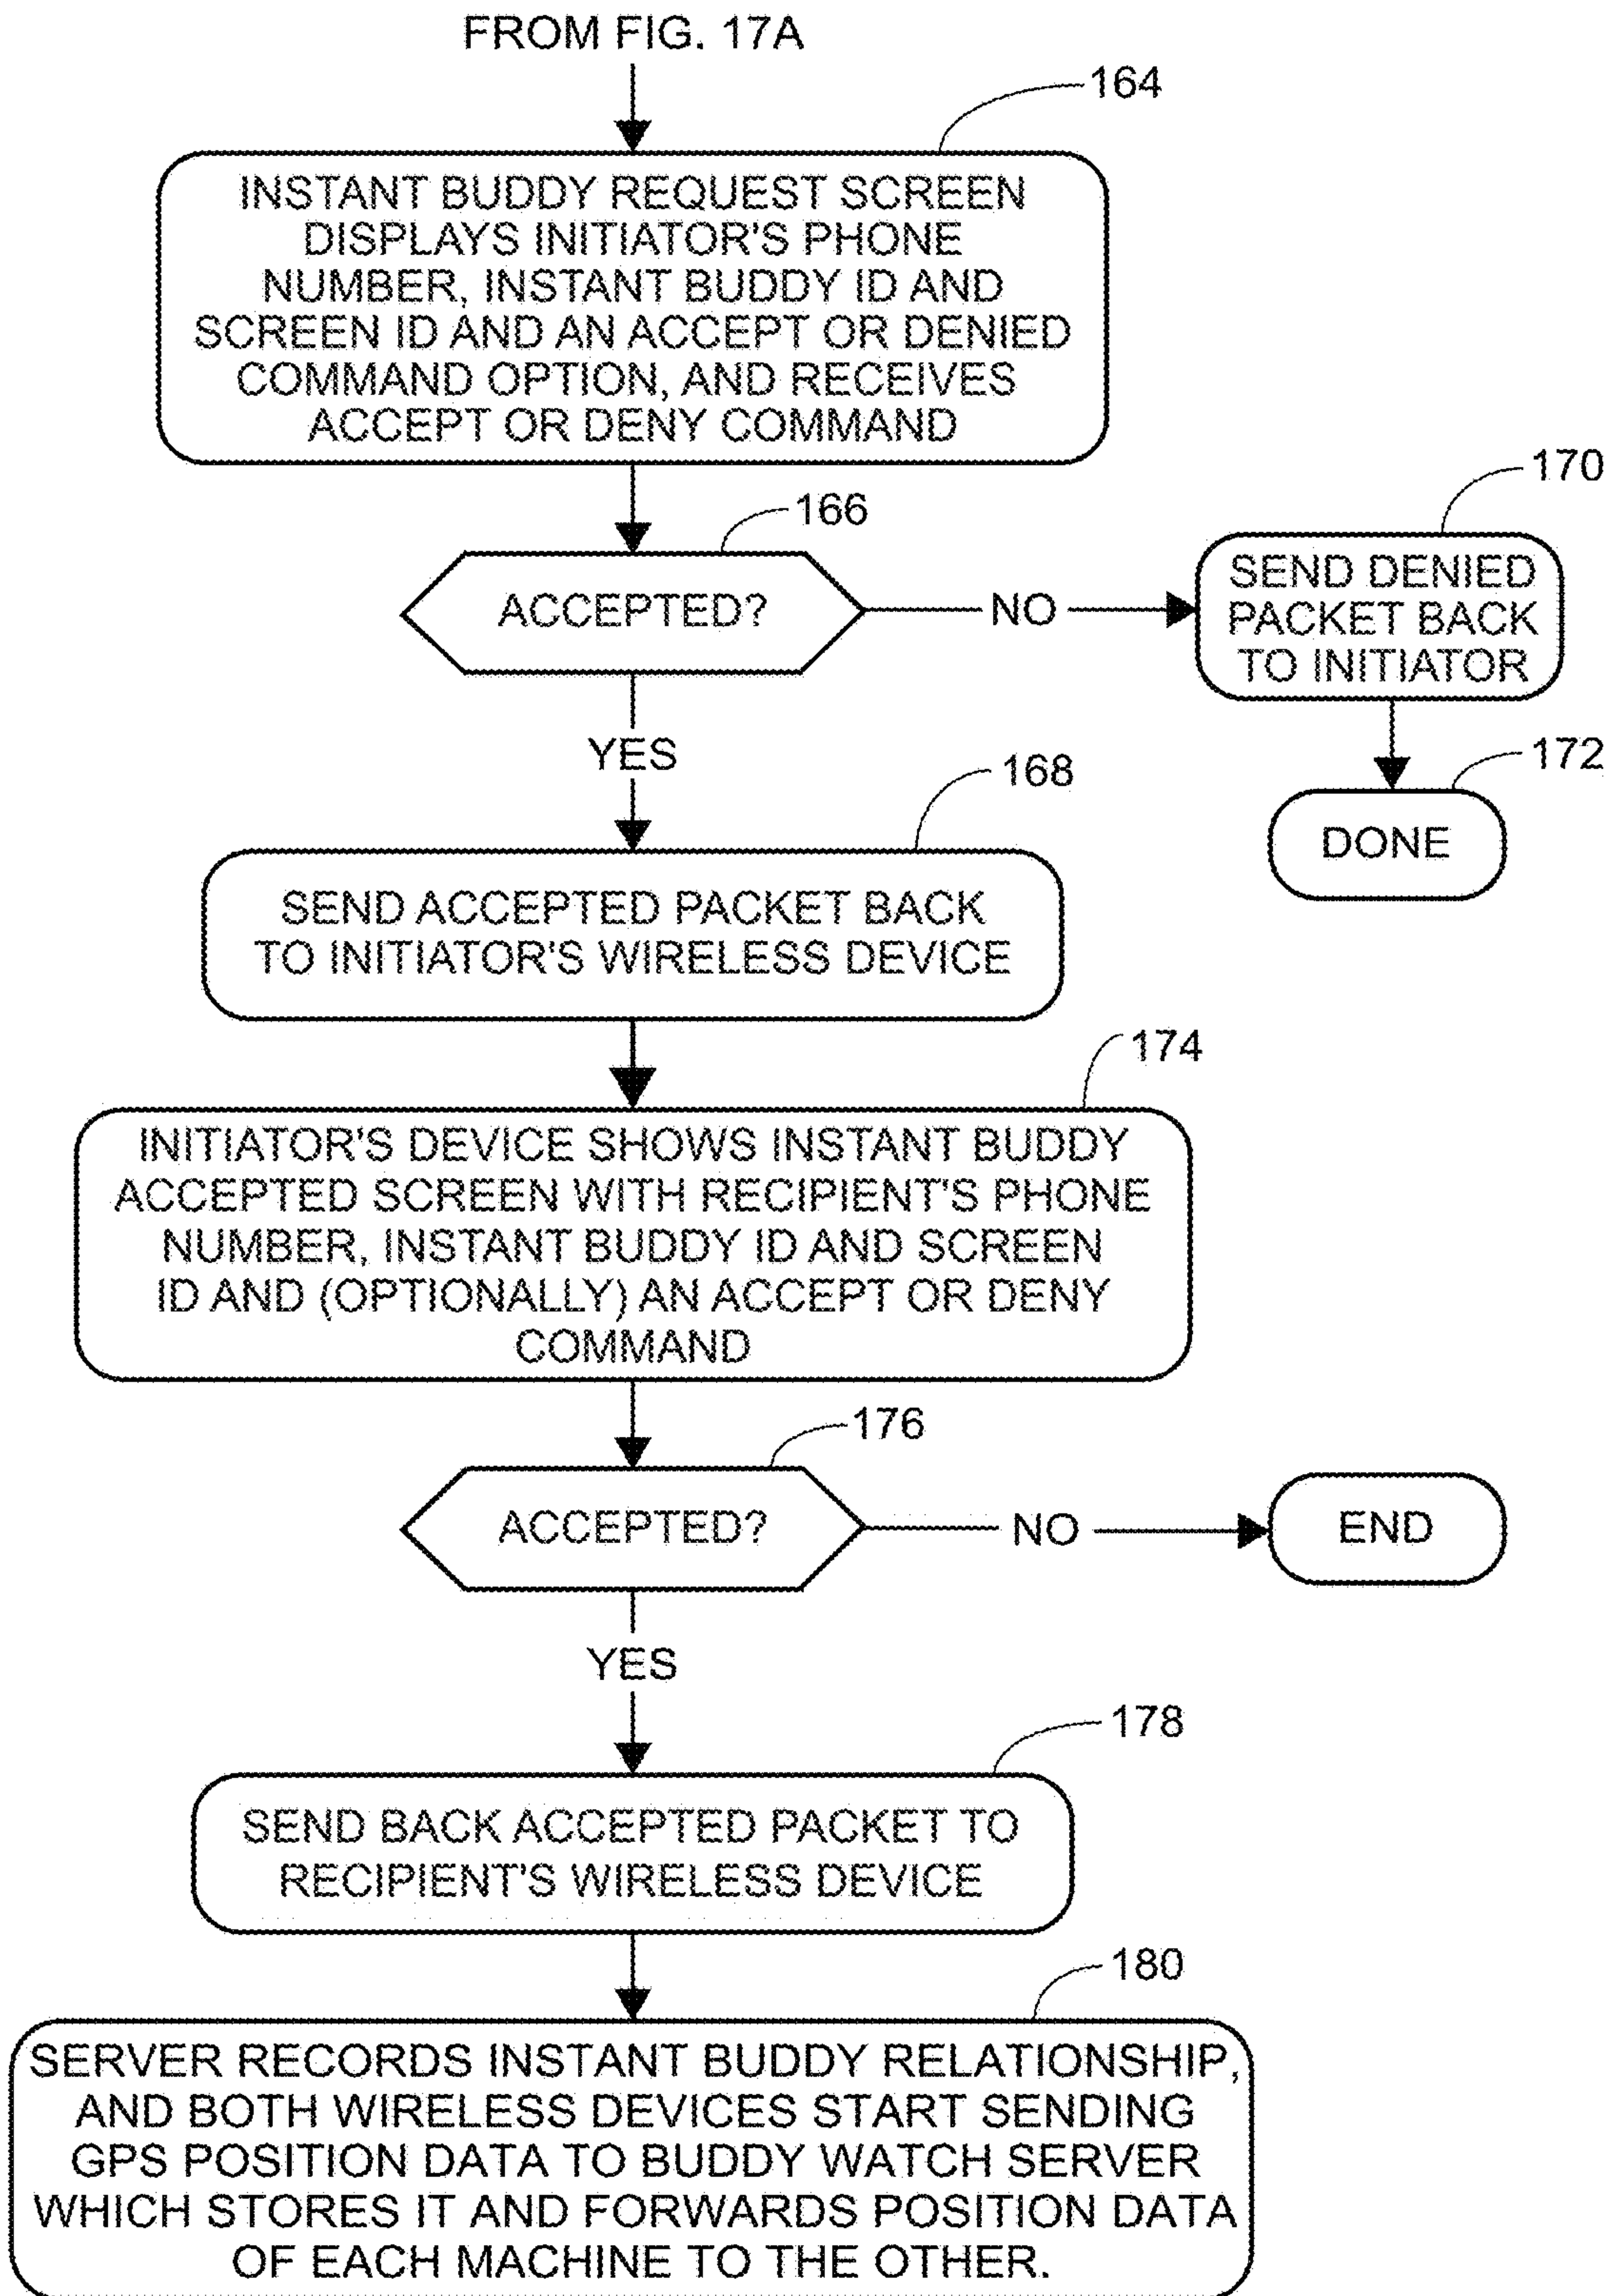 FROM FIG. 17A
164
INSTANT BUDDY REQUEST SCREEN
DISPLAYS INITIATOR'S PHONE
NUMBER, INSTANT BUDDY ID AND
SCREEN ID AND AN ACCEPT OR DENIED
COMMAND OPTION, AND RECEIVES
ACCEPT OR DENY COMMAND
166
ACCEPTED?
NO
170
SEND DENIED
PACKET BACK
TO INITIATOR
172
DONE
YES
168
SEND ACCEPTED PACKET BACK
TO INITIATOR'S WIRELESS DEVICE
174
INITIATOR'S DEVICE SHOWS INSTANT BUDDY
ACCEPTED SCREEN WITH RECIPIENT'S PHONE
NUMBER, INSTANT BUDDY ID AND SCREEN
ID AND (OPTIONALLY) AN ACCEPT OR DENY
COMMAND
176
ACCEPTED?
NO
END
YES
178
SEND BACK ACCEPTED PACKET TO
RECIPIENT'S WIRELESS DEVICE
180
SERVER RECORDS INSTANT BUDDY RELATIONSHIP,
AND BOTH WIRELESS DEVICES START SENDING
GPS POSITION DATA TO BUDDY WATCH SERVER
WHICH STORES IT AND FORWARDS POSITION DATA
OF EACH MACHINE TO THE OTHER.